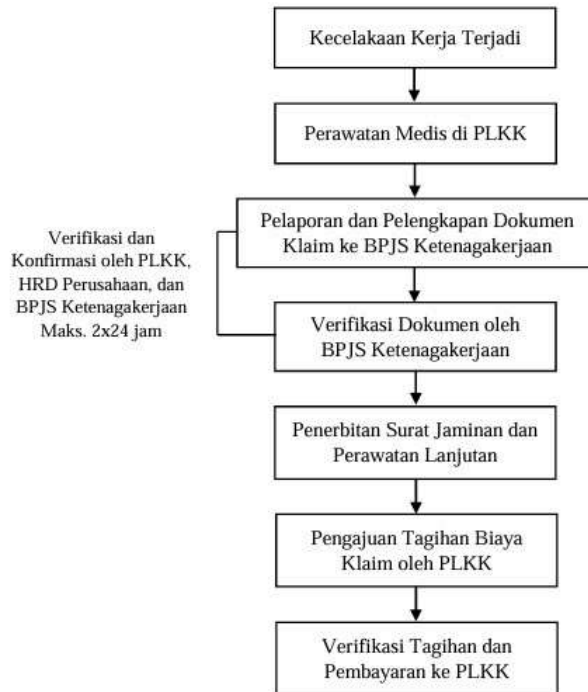 Kecelakaan Kerja Terjadi
Perawatan Medis di PLKK
Pelaporan dan Pelengkapan Dokumen
Klaim ke BPJS Ketenagakerjaan
Verifikasi dan
Konfirmasi oleh PLKK,
HRD Perusahaan, dan
BPJS Ketenagakerjaan
Maks. 2x24 jam
Verifikasi Dokumen oleh
BPJS Ketenagakerjaan
Penerbitan Surat Jaminan dan
Perawatan Lanjutan
Pengajuan Tagihan Biaya
Klaim oleh PLKK
Verifikasi Tagihan dan
Pembayaran ke PLKK